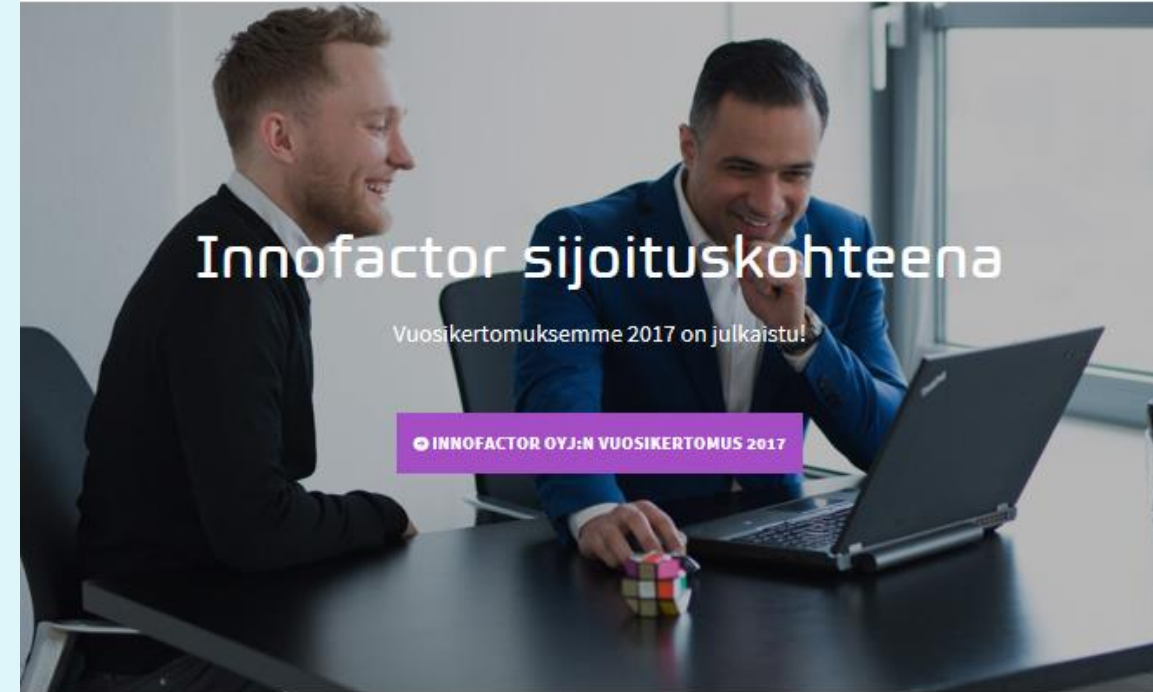 Innofactor sijoituskohteena
Vuosikertomuksemme 2017 on julkaistu!
INNOFACTOR OYJ:N VUOSIKERTOMUS 2017